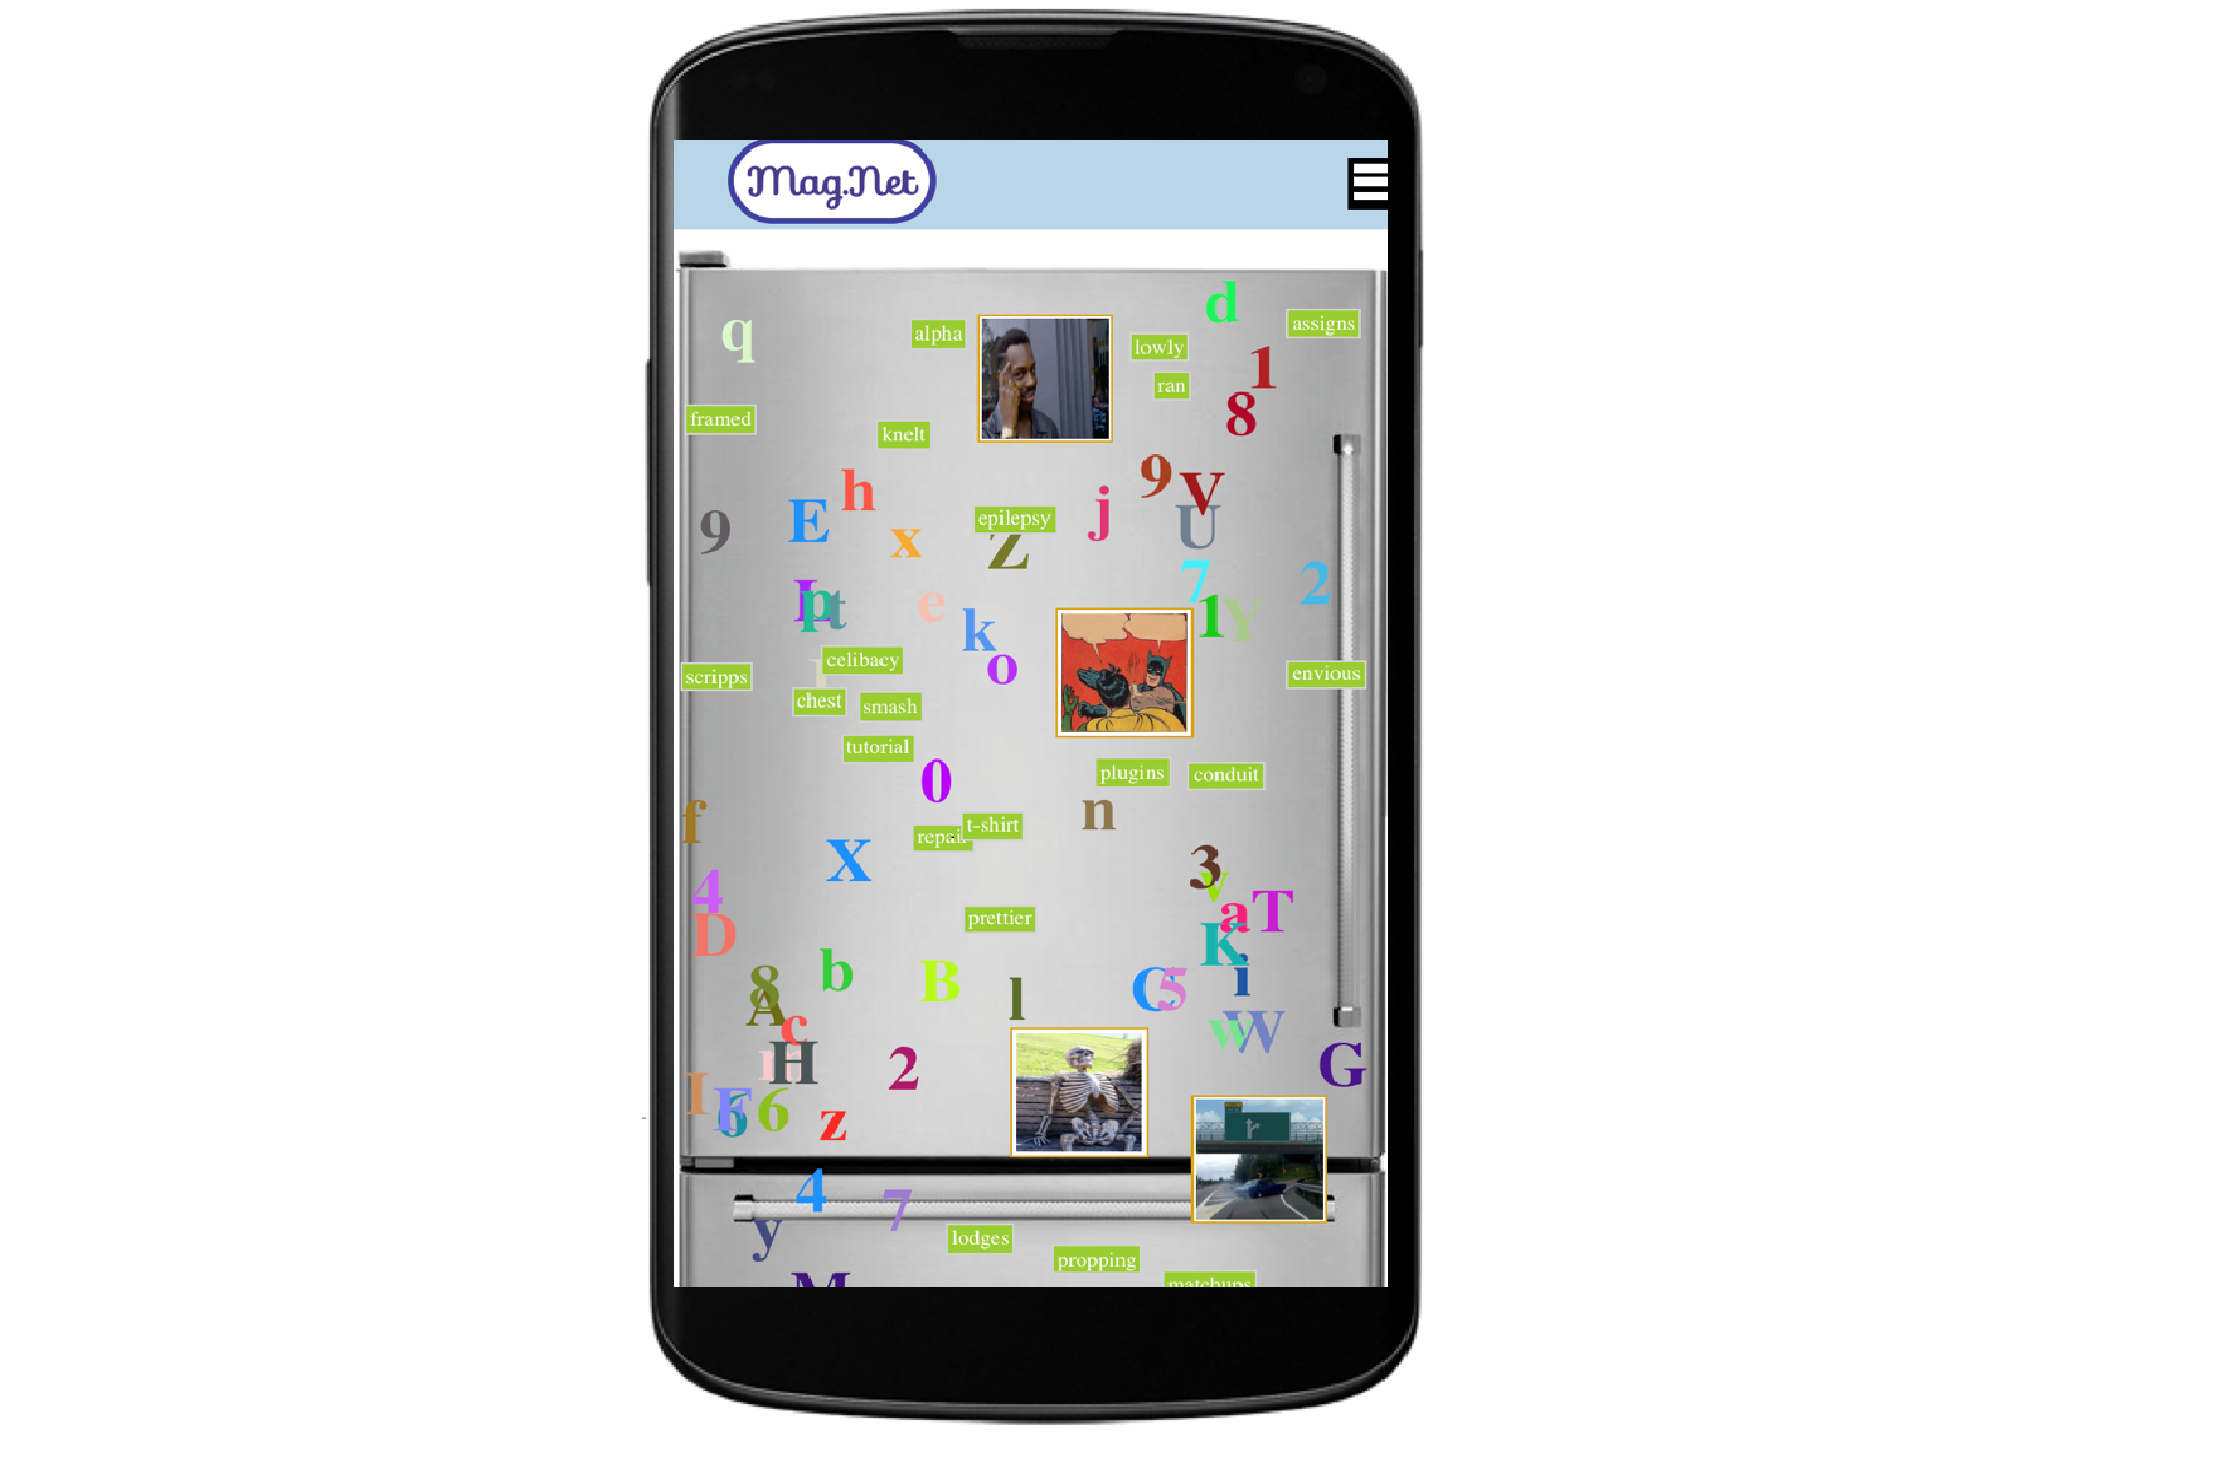 Mag.Net
d
q
alpha
lowly
assigns
1
ran
8
framed
knelt
h
9
V
E
j
9
x
epilepsy
U
Z
7
2
I
p
t
e
k
1
Y
o
celibacy
scripps
envious
chest
smash
tutorial
0
plugins
conduit
n
f
repair
t-shirt
X
3
v
4
a
T
D
prettier
K
b
B
8
A
l
C
5
i
c
w
W
m
H
2
G
I
F
6
6
z
r
4
7
y
lodges
propping
matchups
M